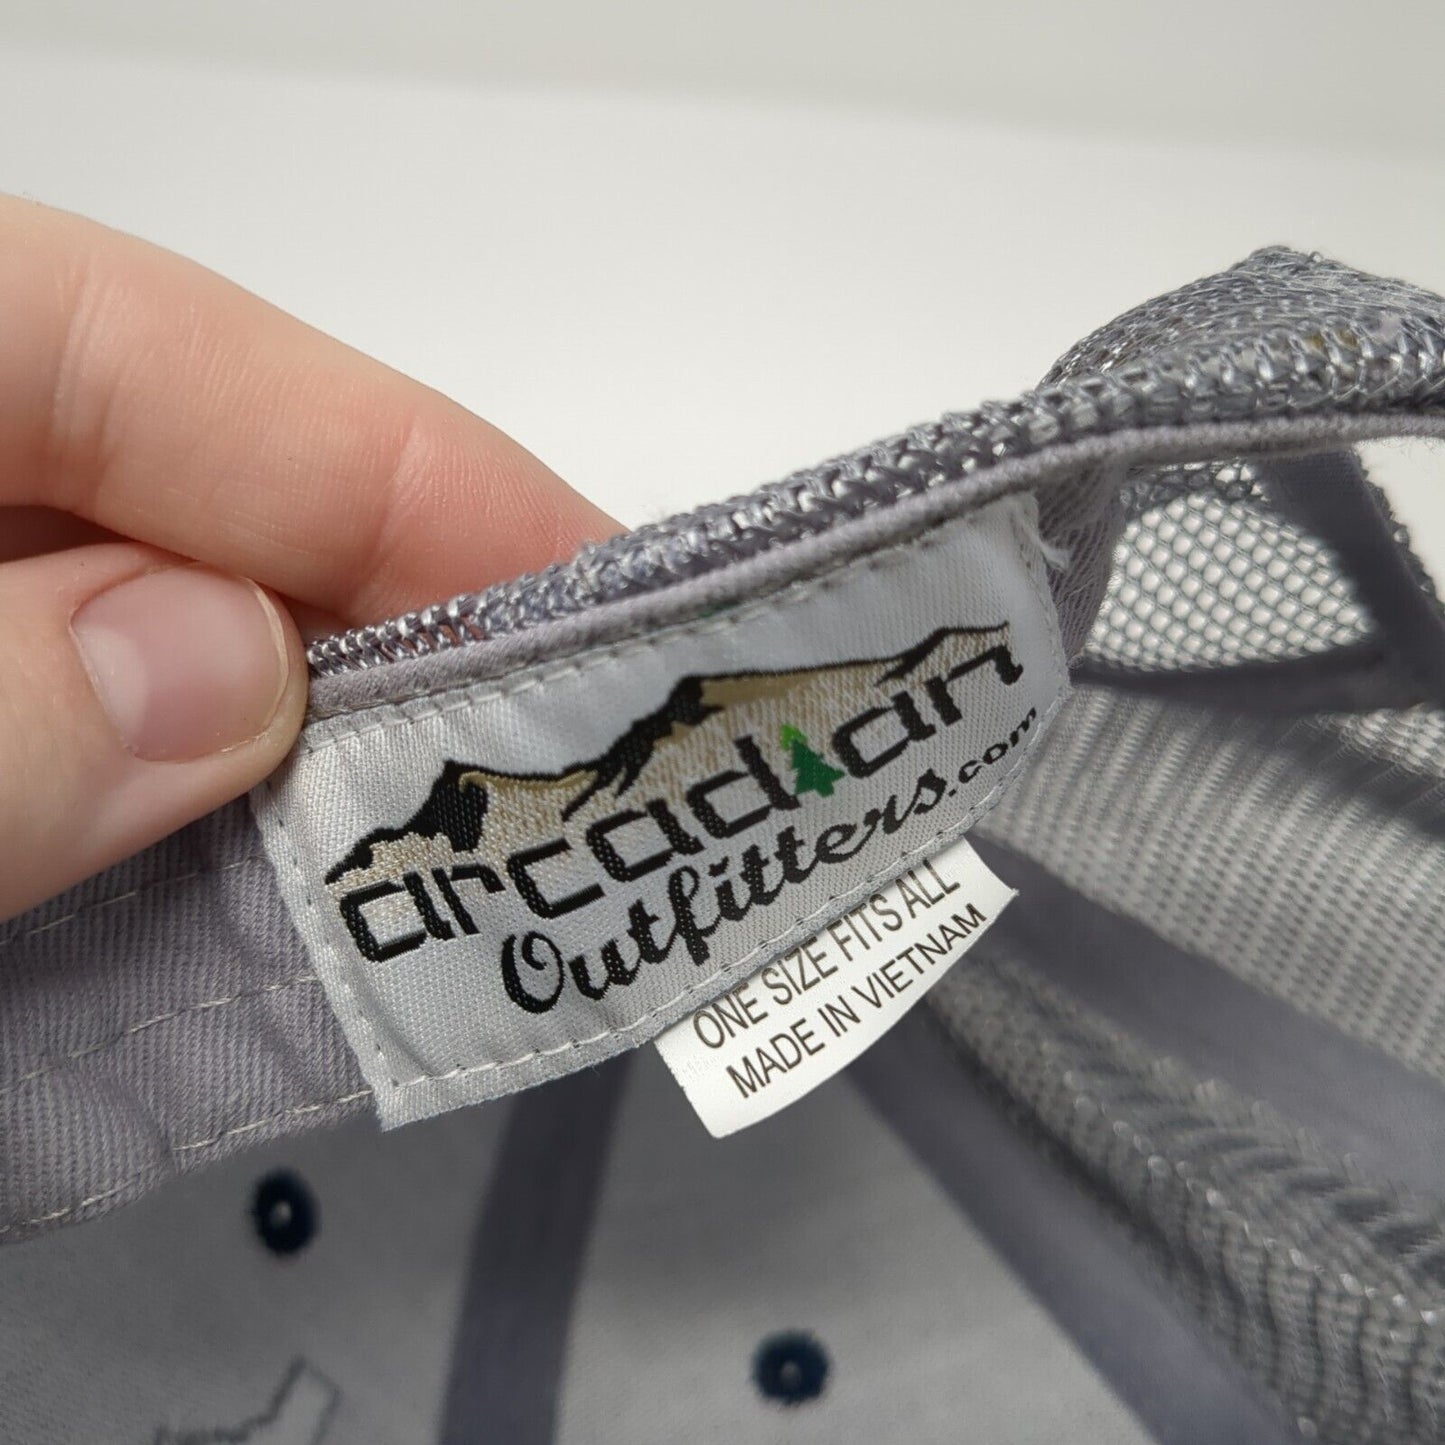 arcadian
Outfitters.com
ONE SIZE FITS ALL
MADE IN VIETNAM